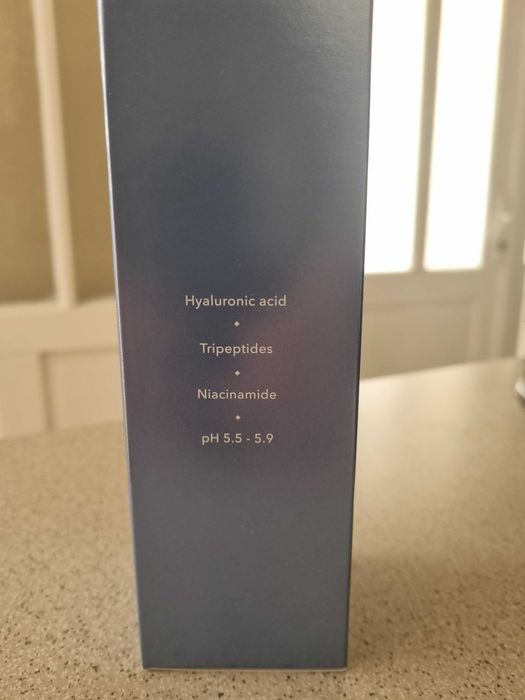 Hyaluronic acid
Tripeptides
Niacinamide
pH 5.5 - 5.9